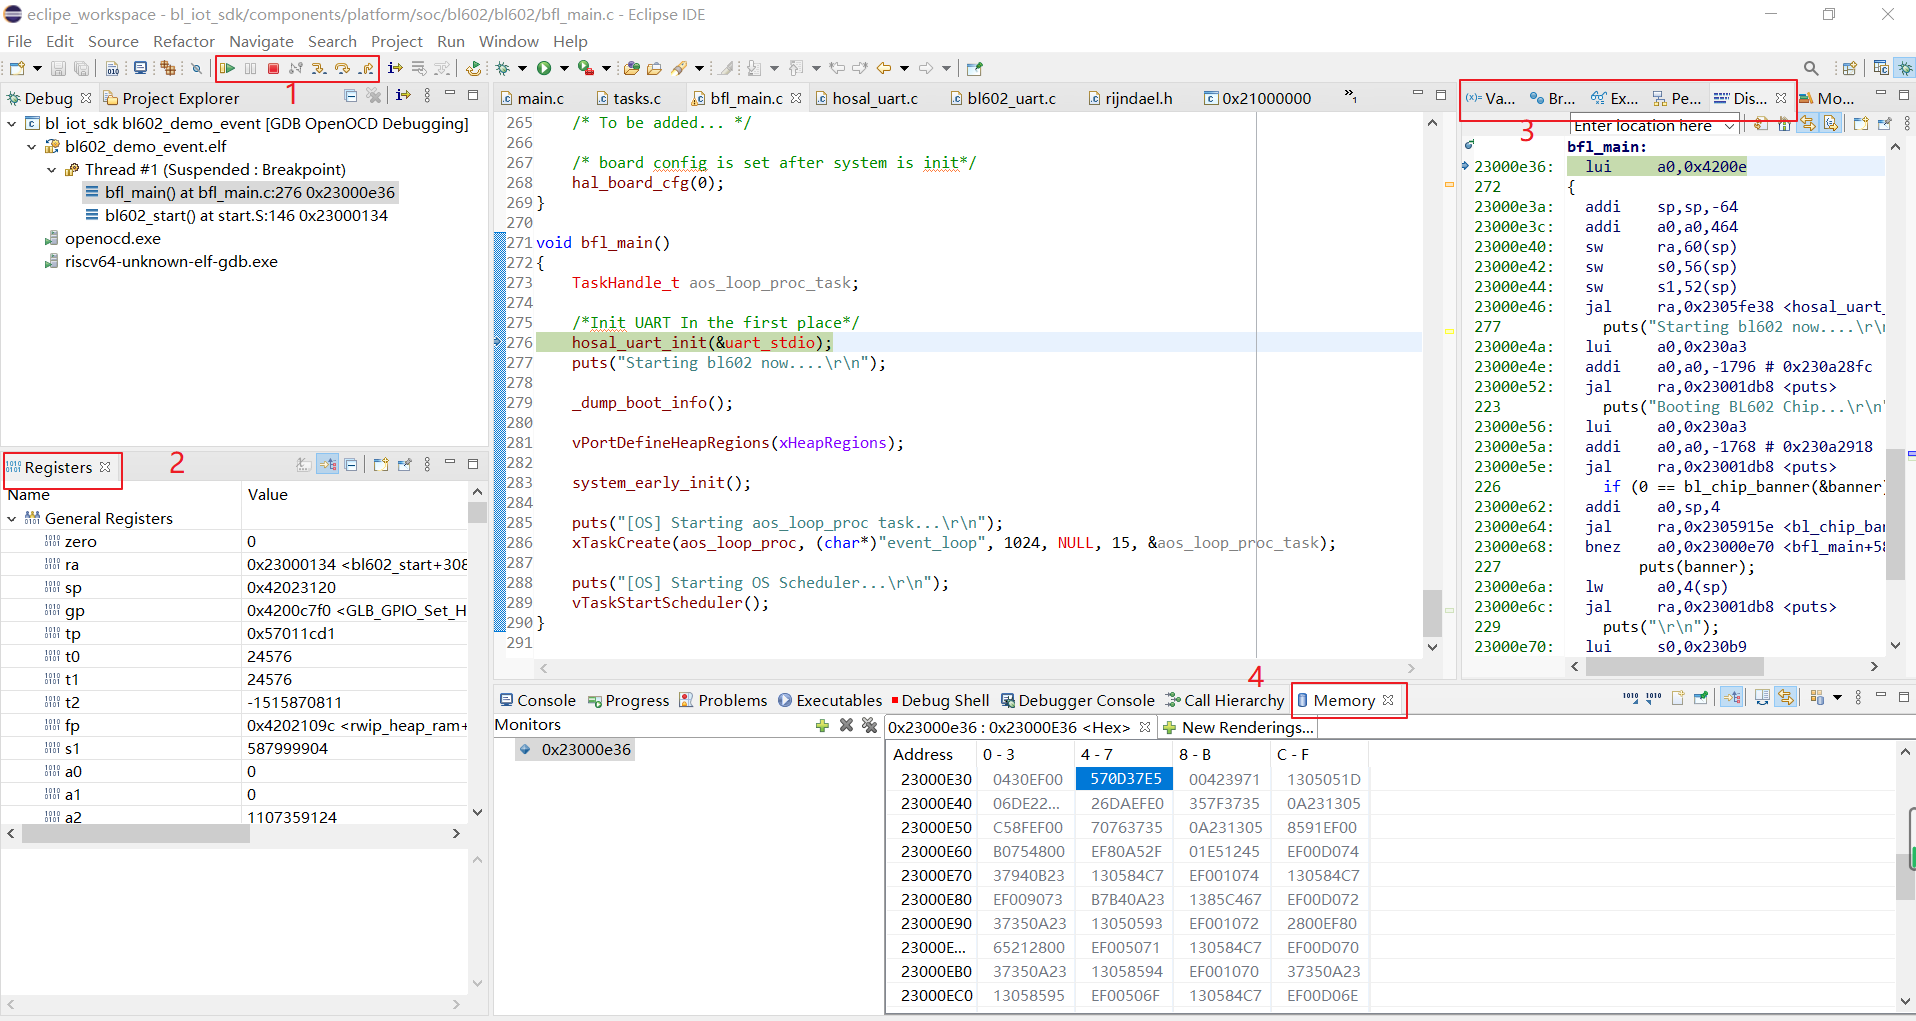 eclipe_workspace - bl_iot_sdk/components/platform/soc/bl602/bl602/bfl_main.c - Eclipse IDE
File Edit Source Refactor Navigate Search Project Run Window Help
1
Debug Project Explorer
bl_iot_sdk bl602_demo_event [GDB OpenOCD Debugging]
bl602_demo_event.elf
Thread #1 (Suspended : Breakpoint)
bfl_main() at bfl_main.c:276 0x23000e36
bl602_start() at start.S:146 0x23000134
openocd.exe
riscv64-unknown-elf-gdb.exe
Registers
2
Name Value
General Registers
zero 0
ra 0x23000134 <bl602_start+308
sp 0x42023120
gp 0x4200c7f0 <GLB_GPIO_Set_H
tp 0x57011cd1
t0 24576
t1 24576
t2 -1515870811
fp 0x4202109c <rwip_heap_ram+
s1 587999904
a0 0
a1 0
a2 1107359124
main.c tasks.c bfl_main.c hosal_uart.c bl602_uart.c rijndael.h 0x21000000 »1
265 /* To be added... */
266
267 /* board config is set after system is init*/
268 hal_board_cfg(0);
269 }
270
271 void bfl_main()
272 {
273 TaskHandle_t aos_loop_proc_task;
274
275 /*Init UART In the first place*/
276 hosal_uart_init(&uart_stdio);
277 puts("Starting bl602 now....\r\n");
278
279 _dump_boot_info();
280
281 vPortDefineHeapRegions(xHeapRegions);
282
283 system_early_init();
284
285 puts("[OS] Starting aos_loop_proc task...\r\n");
286 xTaskCreate(aos_loop_proc, (char*)"event_loop", 1024, NULL, 15, &aos_loop_proc_task);
287
288 puts("[OS] Starting OS Scheduler...\r\n");
289 vTaskStartScheduler();
290 }
291
(x)= Va... Br... Ex... Pe... Dis... Mo...
3
Enter location here
bfl_main:
23000e36: lui a0,0x4200e
272 {
23000e3a: addi sp,sp,-64
23000e3c: addi a0,a0,464
23000e40: sw ra,60(sp)
23000e42: sw s0,56(sp)
23000e44: sw s1,52(sp)
23000e46: jal ra,0x2305fe38 <hosal_uart_
277 puts("Starting bl602 now....\r\n
23000e4a: lui a0,0x230a3
23000e4e: addi a0,a0,-1796 # 0x230a28fc
23000e52: jal ra,0x23001db8 <puts>
223 puts("Booting BL602 Chip...\r\n"
23000e56: lui a0,0x230a3
23000e5a: addi a0,a0,-1768 # 0x230a2918
23000e5e: jal ra,0x23001db8 <puts>
226 if (0 == bl_chip_banner(&banner)
23000e62: addi a0,sp,4
23000e64: jal ra,0x2305915e <bl_chip_ban
23000e68: bnez a0,0x23000e70 <bfl_main+58
227 puts(banner);
23000e6a: lw a0,4(sp)
23000e6c: jal ra,0x23001db8 <puts>
229 puts("\r\n");
23000e70: lui s0,0x230b9
4
Console Progress Problems Executables Debug Shell Debugger Console Call Hierarchy Memory
Monitors
0x23000e36
0x23000e36 : 0x23000E36 <Hex> New Renderings...
Address 0 - 3 4 - 7 8 - B C - F
23000E30 0430EF00 570D37E5 00423971 1305051D
23000E40 06DE22... 26DAEFE0 357F3735 0A231305
23000E50 C58FEF00 70763735 0A231305 8591EF00
23000E60 B0754800 EF80A52F 01E51245 EF00D074
23000E70 37940B23 130584C7 EF001074 130584C7
23000E80 EF009073 B7B40A23 1385C467 EF00D072
23000E90 37350A23 13050593 EF001072 2800EF80
23000E... 65212800 EF005071 130584C7 EF00D070
23000EB0 37350A23 13058594 EF001070 37350A23
23000EC0 13058595 EF00506F 130584C7 EF00D06E